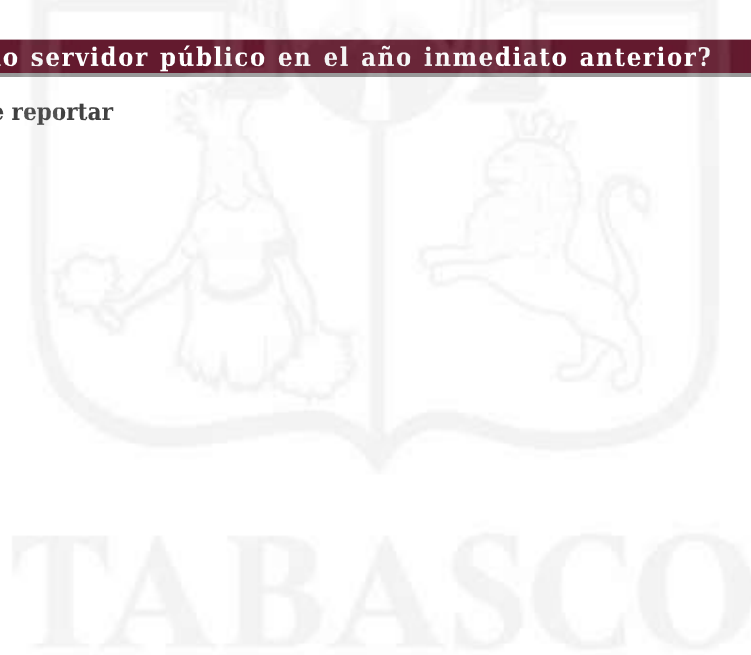 o servidor público en el año inmediato anterior?
e reportar
TABASCO